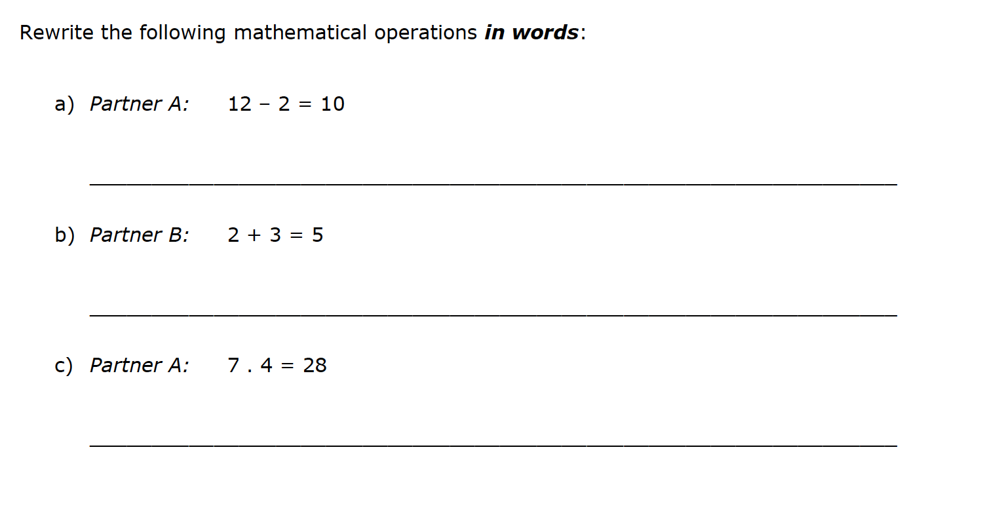 Rewrite the following mathematical operations in words:
a) Partner A: 12 – 2 = 10
b) Partner B: 2 + 3 = 5
c) Partner A: 7 . 4 = 28